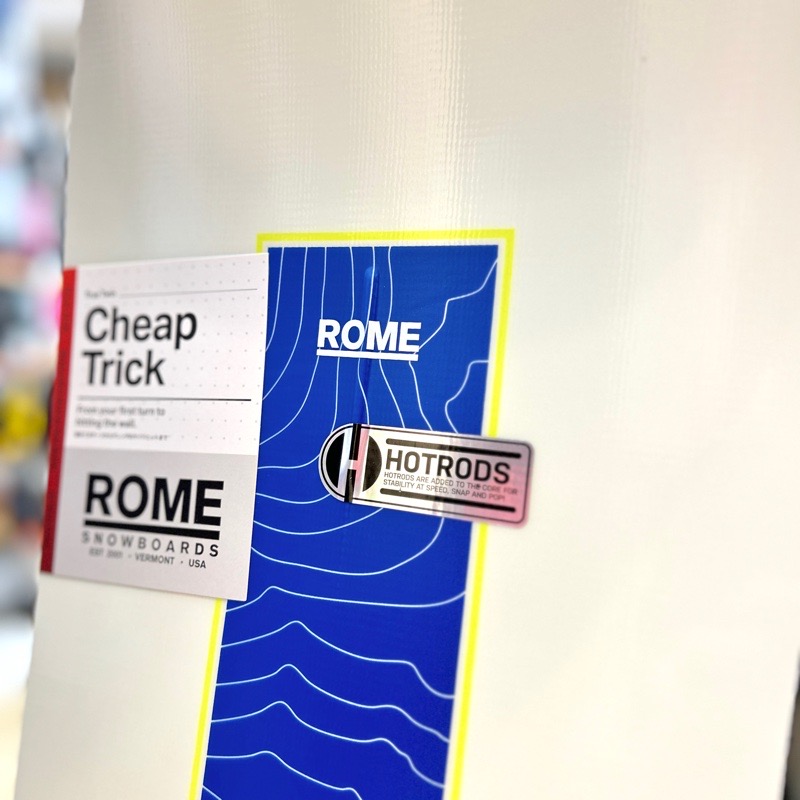 Cheap
Trick
From your first turn to
hitting the wall.
ROME
SNOWBOARDS
EST 2001 • VERMONT • USA
ROME
H HOTRODS
HOTRODS ARE ADDED TO THE CORE FOR
STABILITY AT SPEED, SNAP AND POP!